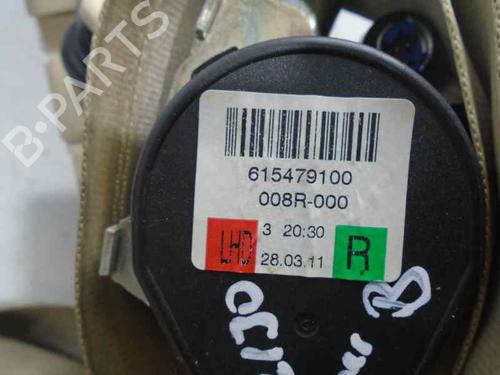 B-PARTS
615479100
008R-000
LHD 3 20:30 R
28.03.11
B